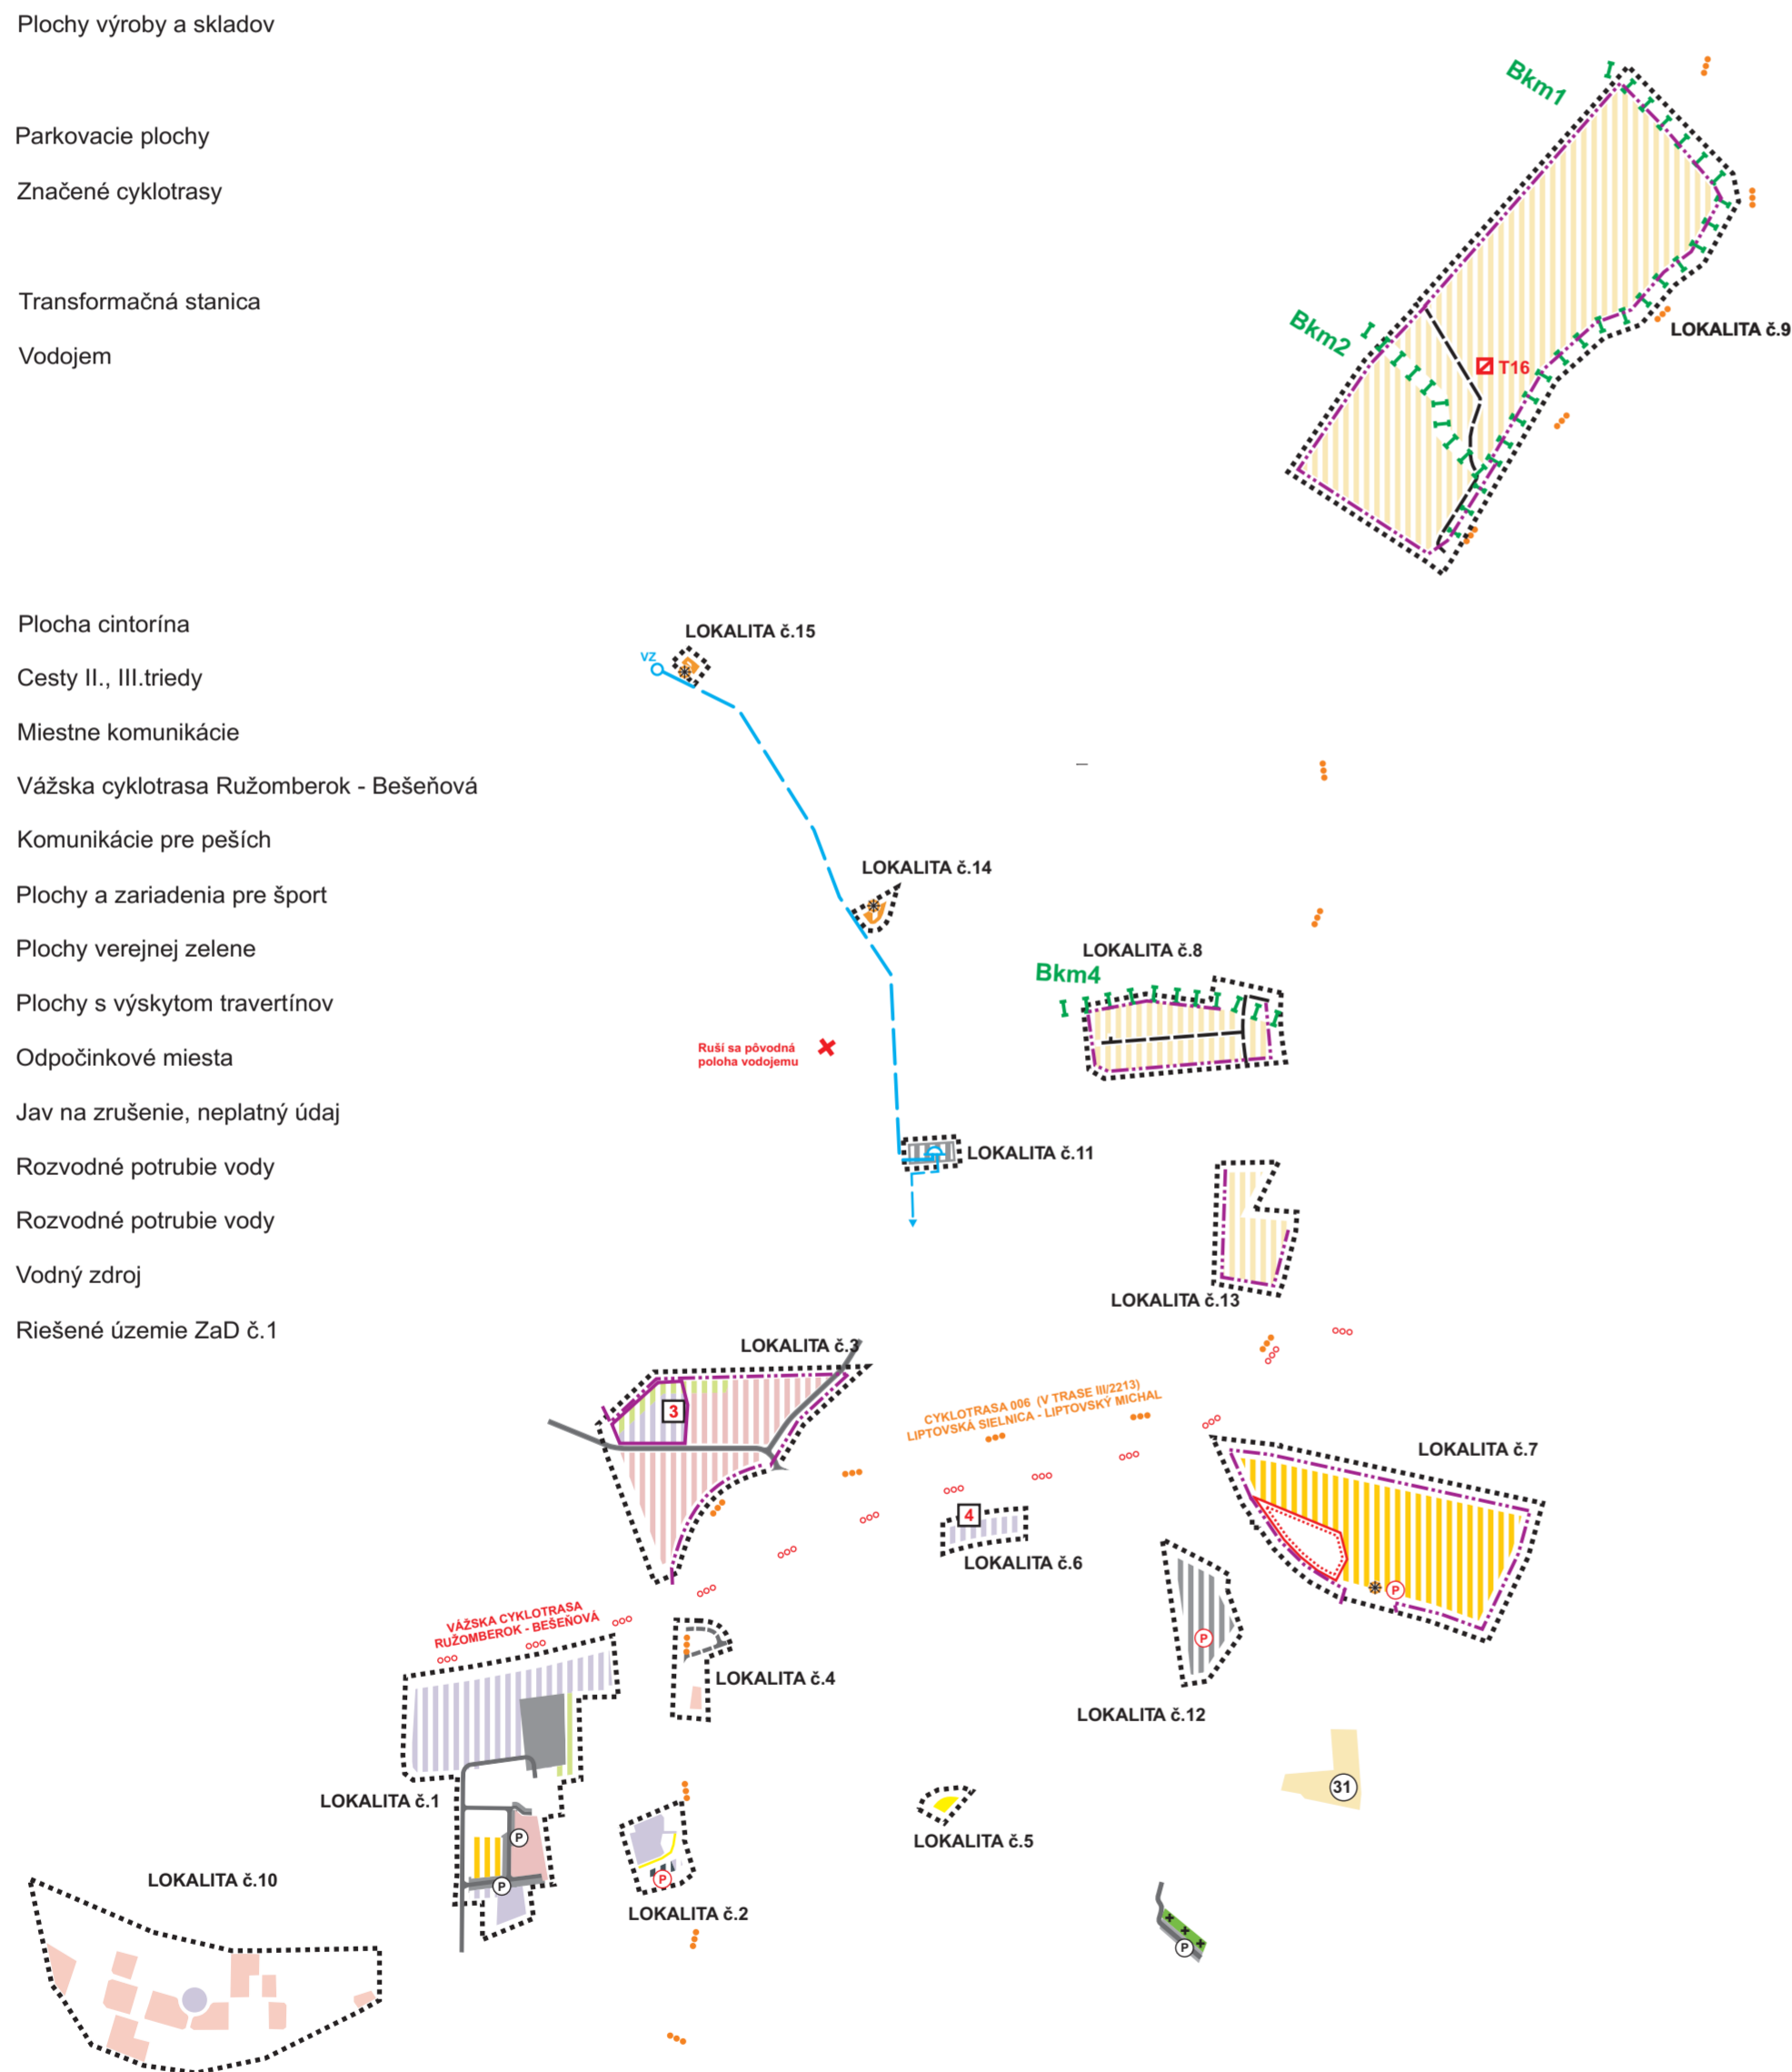 Plochy výroby a skladov
Parkovacie plochy
Značené cyklotrasy
Transformačná stanica
Vodojem
Plocha cintorína
Cesty II., III.triedy
Miestne komunikácie
Vážska cyklotrasa Ružomberok - Bešeňová
Komunikácie pre peších
Plochy a zariadenia pre šport
Plochy verejnej zelene
Plochy s výskytom travertínov
Odpočinkové miesta
Jav na zrušenie, neplatný údaj
Rozvodné potrubie vody
Rozvodné potrubie vody
Vodný zdroj
Riešené územie ZaD č.1
Bkm1
LOKALITA č.9
Bkm2
T16
LOKALITA č.15
VZ
LOKALITA č.14
LOKALITA č.8
Bkm4
Ruší sa pôvodná
poloha vodojemu
LOKALITA č.11
LOKALITA č.13
LOKALITA č.3
3
CYKLOTRASA 006 (V TRASE III/2213)
LIPTOVSKÁ SIELNICA - LIPTOVSKÝ MICHAL
LOKALITA č.7
4
LOKALITA č.6
P
VÁŽSKA CYKLOTRASA
RUŽOMBEROK - BEŠEŇOVÁ
P
LOKALITA č.4
LOKALITA č.12
31
LOKALITA č.1
P
LOKALITA č.5
LOKALITA č.10
P
P
LOKALITA č.2
P